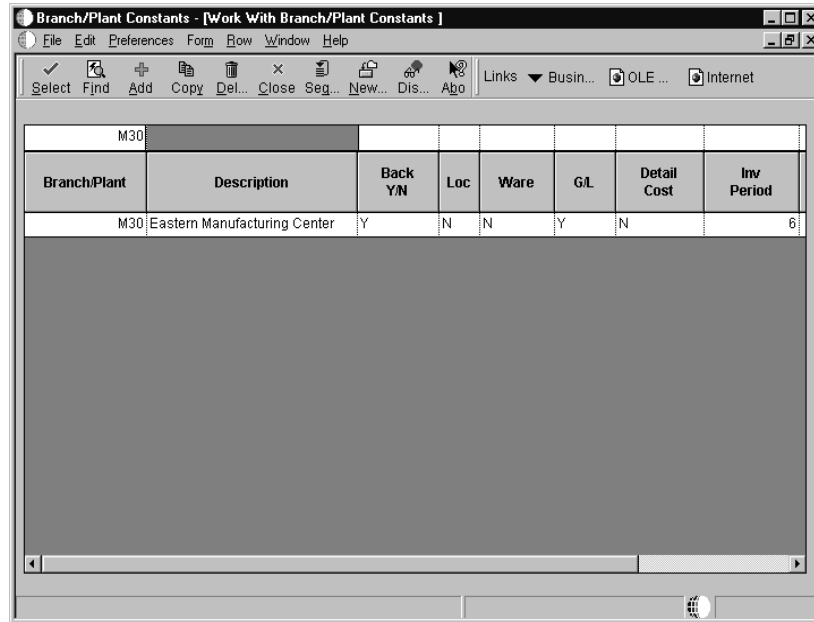 Branch/Plant Constants - [Work With Branch/Plant Constants ]
File Edit Preferences Form Row Window Help
Select Find Add Copy Del... Close Seq... New... Dis... Abo Links Busin... OLE ... Internet
M30
Branch/Plant Description Back Y/N Loc Ware G/L Detail Cost Inv Period
M30 Eastern Manufacturing Center Y N N Y N 6